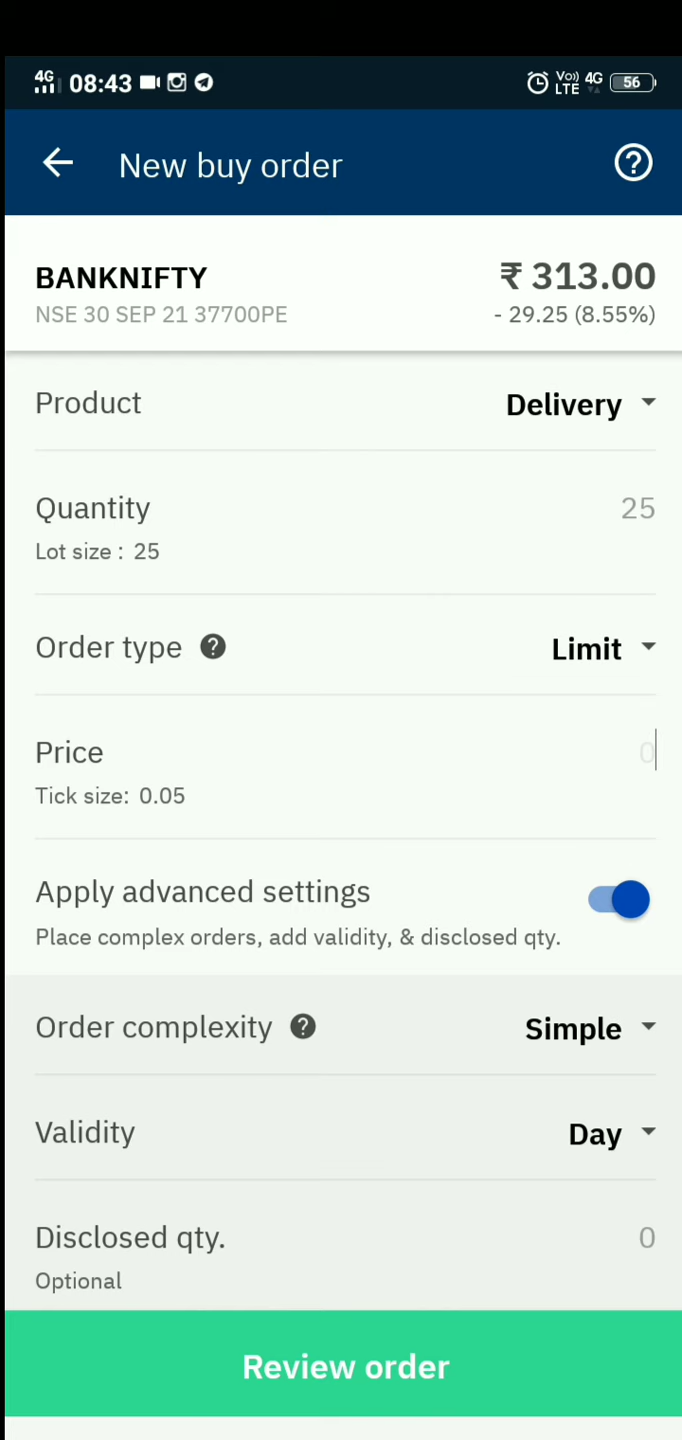 4G 08:43 Vo)) LTE 4G 56
New buy order
BANKNIFTY ₹ 313.00
NSE 30 SEP 21 37700PE - 29.25 (8.55%)
Product Delivery
Quantity 25
Lot size : 25
Order type ? Limit
Price 0
Tick size: 0.05
Apply advanced settings
Place complex orders, add validity, & disclosed qty.
Order complexity ? Simple
Validity Day
Disclosed qty. 0
Optional
Review order